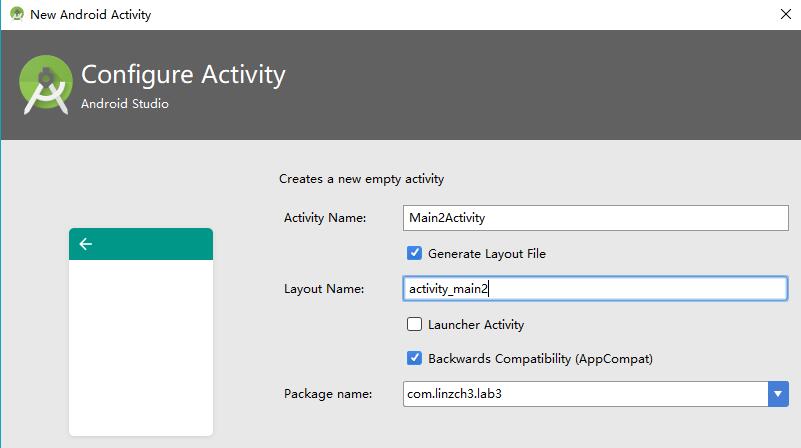 New Android Activity
Configure Activity
Android Studio
Creates a new empty activity
Activity Name: Main2Activity
Generate Layout File
Layout Name: activity_main2
Launcher Activity
Backwards Compatibility (AppCompat)
Package name: com.linzch3.lab3